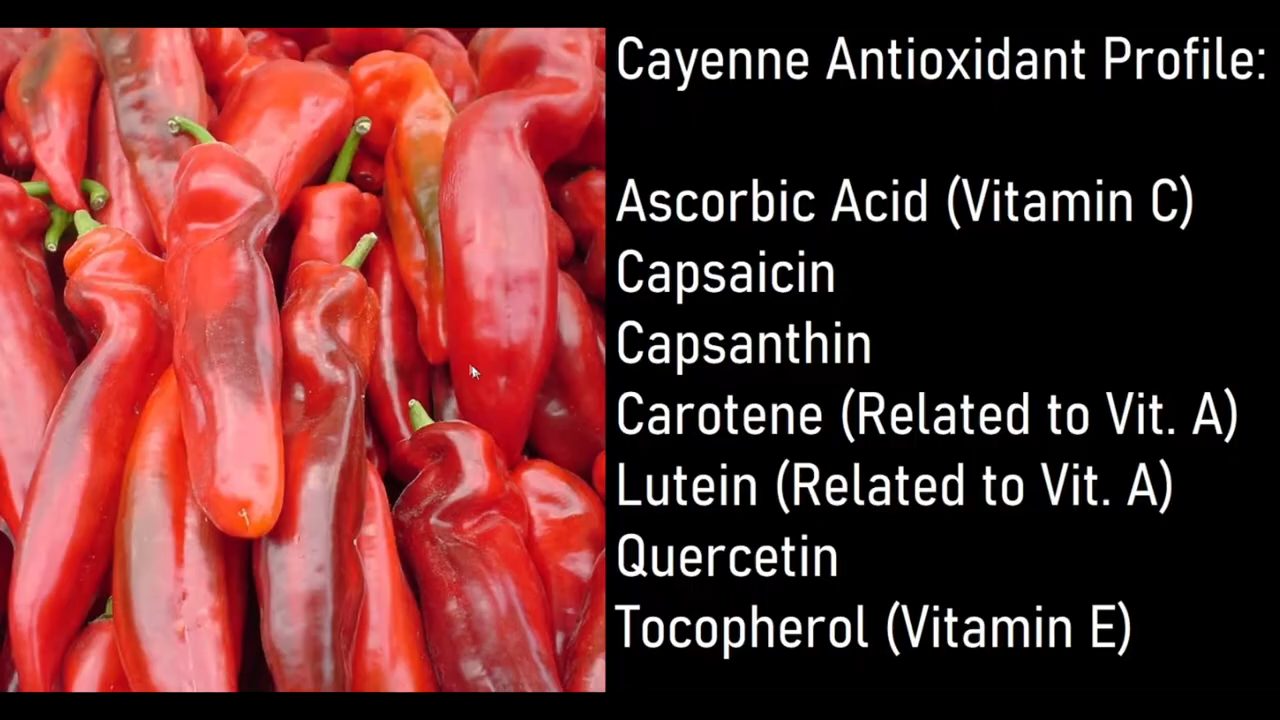 Cayenne Antioxidant Profile:
Ascorbic Acid (Vitamin C)
Capsaicin
Capsanthin
Carotene (Related to Vit. A)
Lutein (Related to Vit. A)
Quercetin
Tocopherol (Vitamin E)